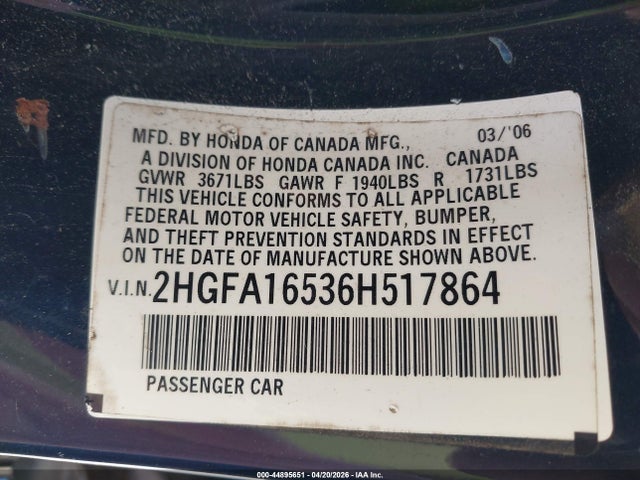 MFD. BY HONDA OF CANADA MFG., 03/'06
A DIVISION OF HONDA CANADA INC. CANADA
GVWR 3671LBS GAWR F 1940LBS R 1731LBS
THIS VEHICLE CONFORMS TO ALL APPLICABLE
FEDERAL MOTOR VEHICLE SAFETY, BUMPER,
AND THEFT PREVENTION STANDARDS IN EFFECT
ON THE DATE OF MANUFACTURE SHOWN ABOVE.
V.I.N. 2HGFA16536H517864
PASSENGER CAR
000-44895651 - 04/20/2026 - IAA Inc.